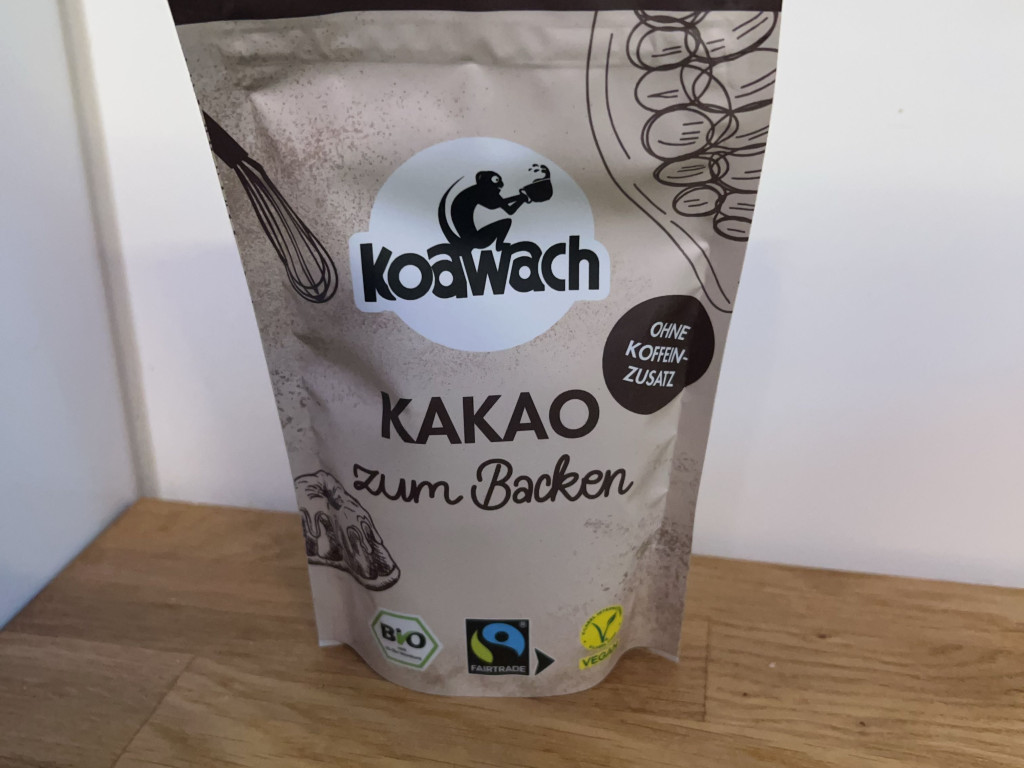 koawach
OHNE
KOFFEIN-
ZUSATZ
KAKAO
zum Backen
BIO
FAIRTRADE
VEGAN